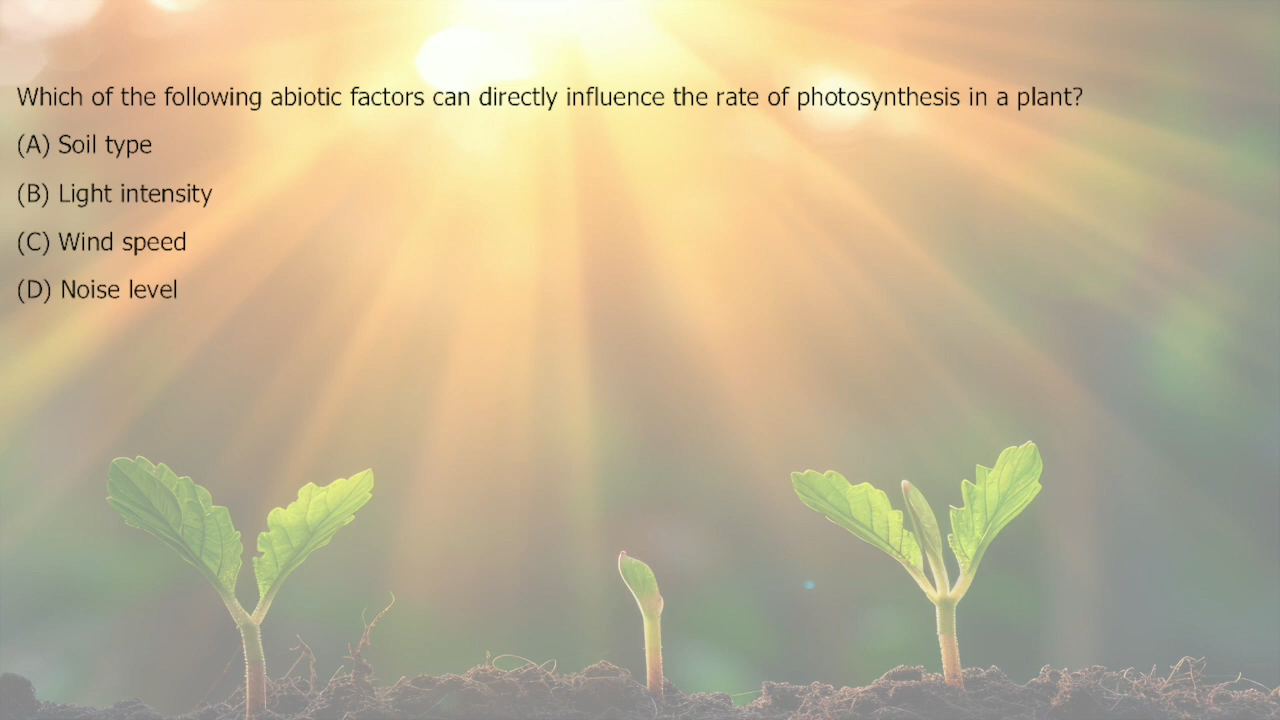 Which of the following abiotic factors can directly influence the rate of photosynthesis in a plant?
(A) Soil type
(B) Light intensity
(C) Wind speed
(D) Noise level